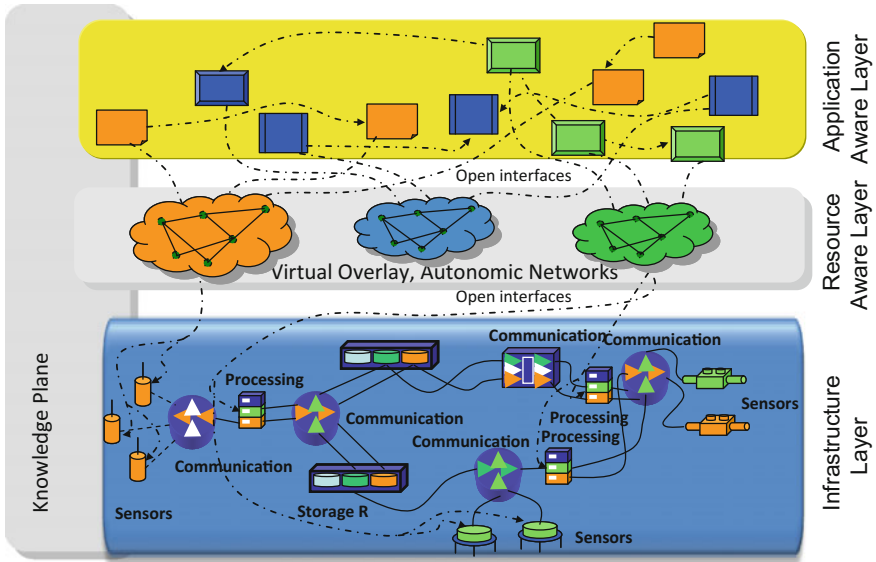 Application
Aware Layer
Open interfaces
Resource
Aware Layer
Virtual Overlay, Autonomic Networks
Open interfaces
Knowledge Plane
Infrastructure
Layer
Communication
Communication
Processing
Communication
Processing
Sensors
Communication
Processing
Communication
Storage R
Sensors
Sensors